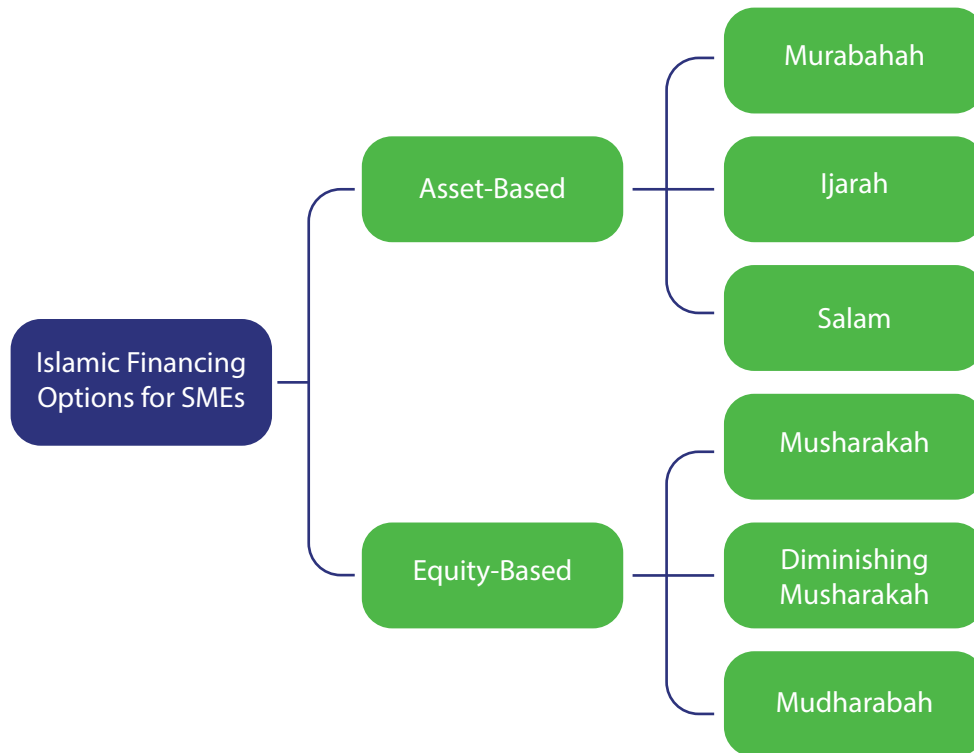 Islamic Financing
Options for SMEs
Asset-Based
Murabahah
Ijarah
Salam
Equity-Based
Musharakah
Diminishing
Musharakah
Mudharabah